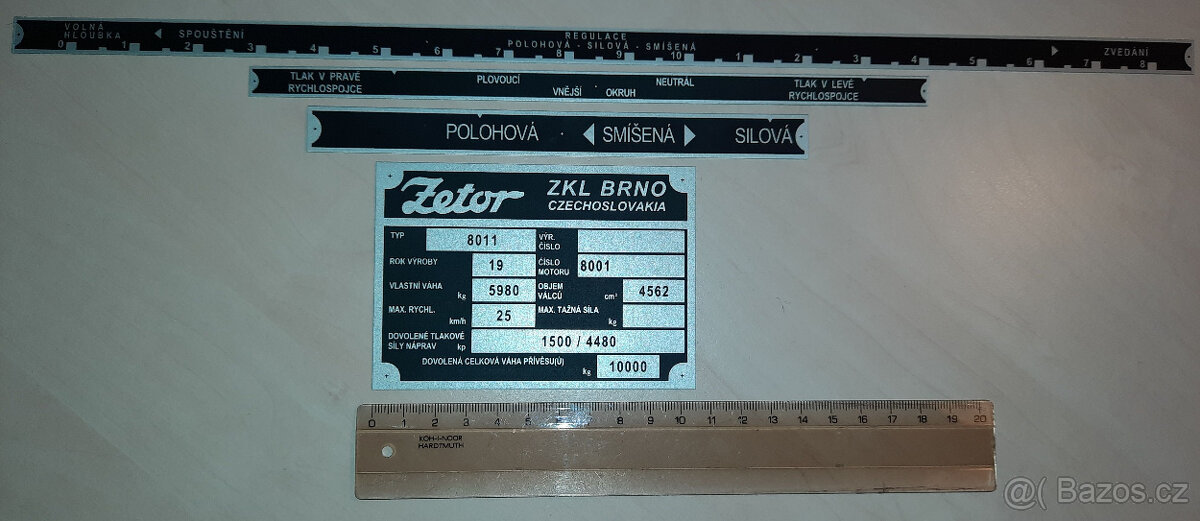 VOLNÁ
HLOUBKA
SPOUŠTĚNÍ
REGULACE
POLOHOVÁ - SILOVÁ - SMÍŠENÁ
ZVEDÁNÍ
0 1 2 3 4 5 6 7 8 9 10 1 2 3 4 5 6 7 8
TLAK V PRAVÉ
RYCHLOSPOJCE
PLOVOUCÍ
VNĚJŠÍ OKRUH
NEUTRÁL
TLAK V LEVÉ
RYCHLOSPOJCE
POLOHOVÁ SMÍŠENÁ SILOVÁ
Zetor
ZKL BRNO
CZECHOSLOVAKIA
TYP 8011
VÝR.
ČÍSLO
ROK VÝROBY 19
ČÍSLO
MOTORU 8001
VLASTNÍ VÁHA kg 5980
OBJEM
VÁLCŮ cm³ 4562
MAX. RYCHL. km/h 25
MAX. TAŽNÁ SÍLA kg
DOVOLENÉ TLAKOVÉ
SÍLY NÁPRAV kp 1500 / 4480
DOVOLENÁ CELKOVÁ VÁHA PŘÍVĚSU(Ů) kg 10000
0 1 2 3 4 5 6 7 8 9 10 11 12 13 14 15 16 17 18 19 20
KOH-I-NOOR
HARDTMUTH
@( Bazos.cz